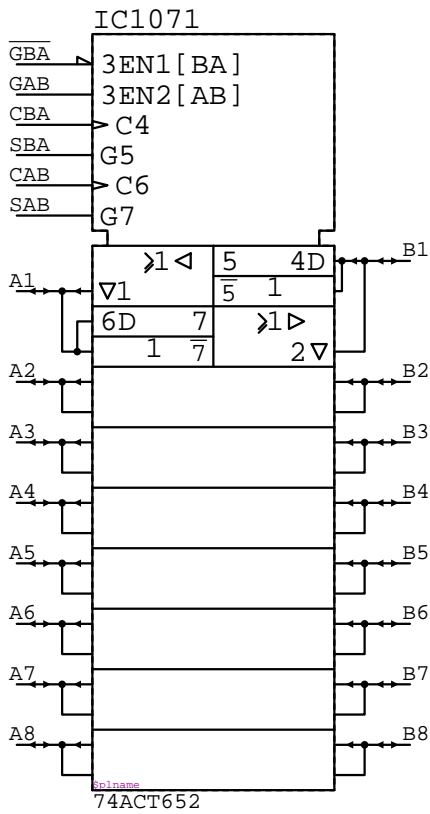 IC1071
G̅B̅A̅ 3EN1[BA]
GAB 3EN2[AB]
CBA C4
SBA G5
CAB C6
SAB G7
⩾1◁ 5 4D B1
A1 ▽1 5̅ 1
6D 7 ⩾1▷
1 7̅ 2▽
A2 B2
A3 B3
A4 B4
A5 B5
A6 B6
A7 B7
A8 B8
$plname
74ACT652